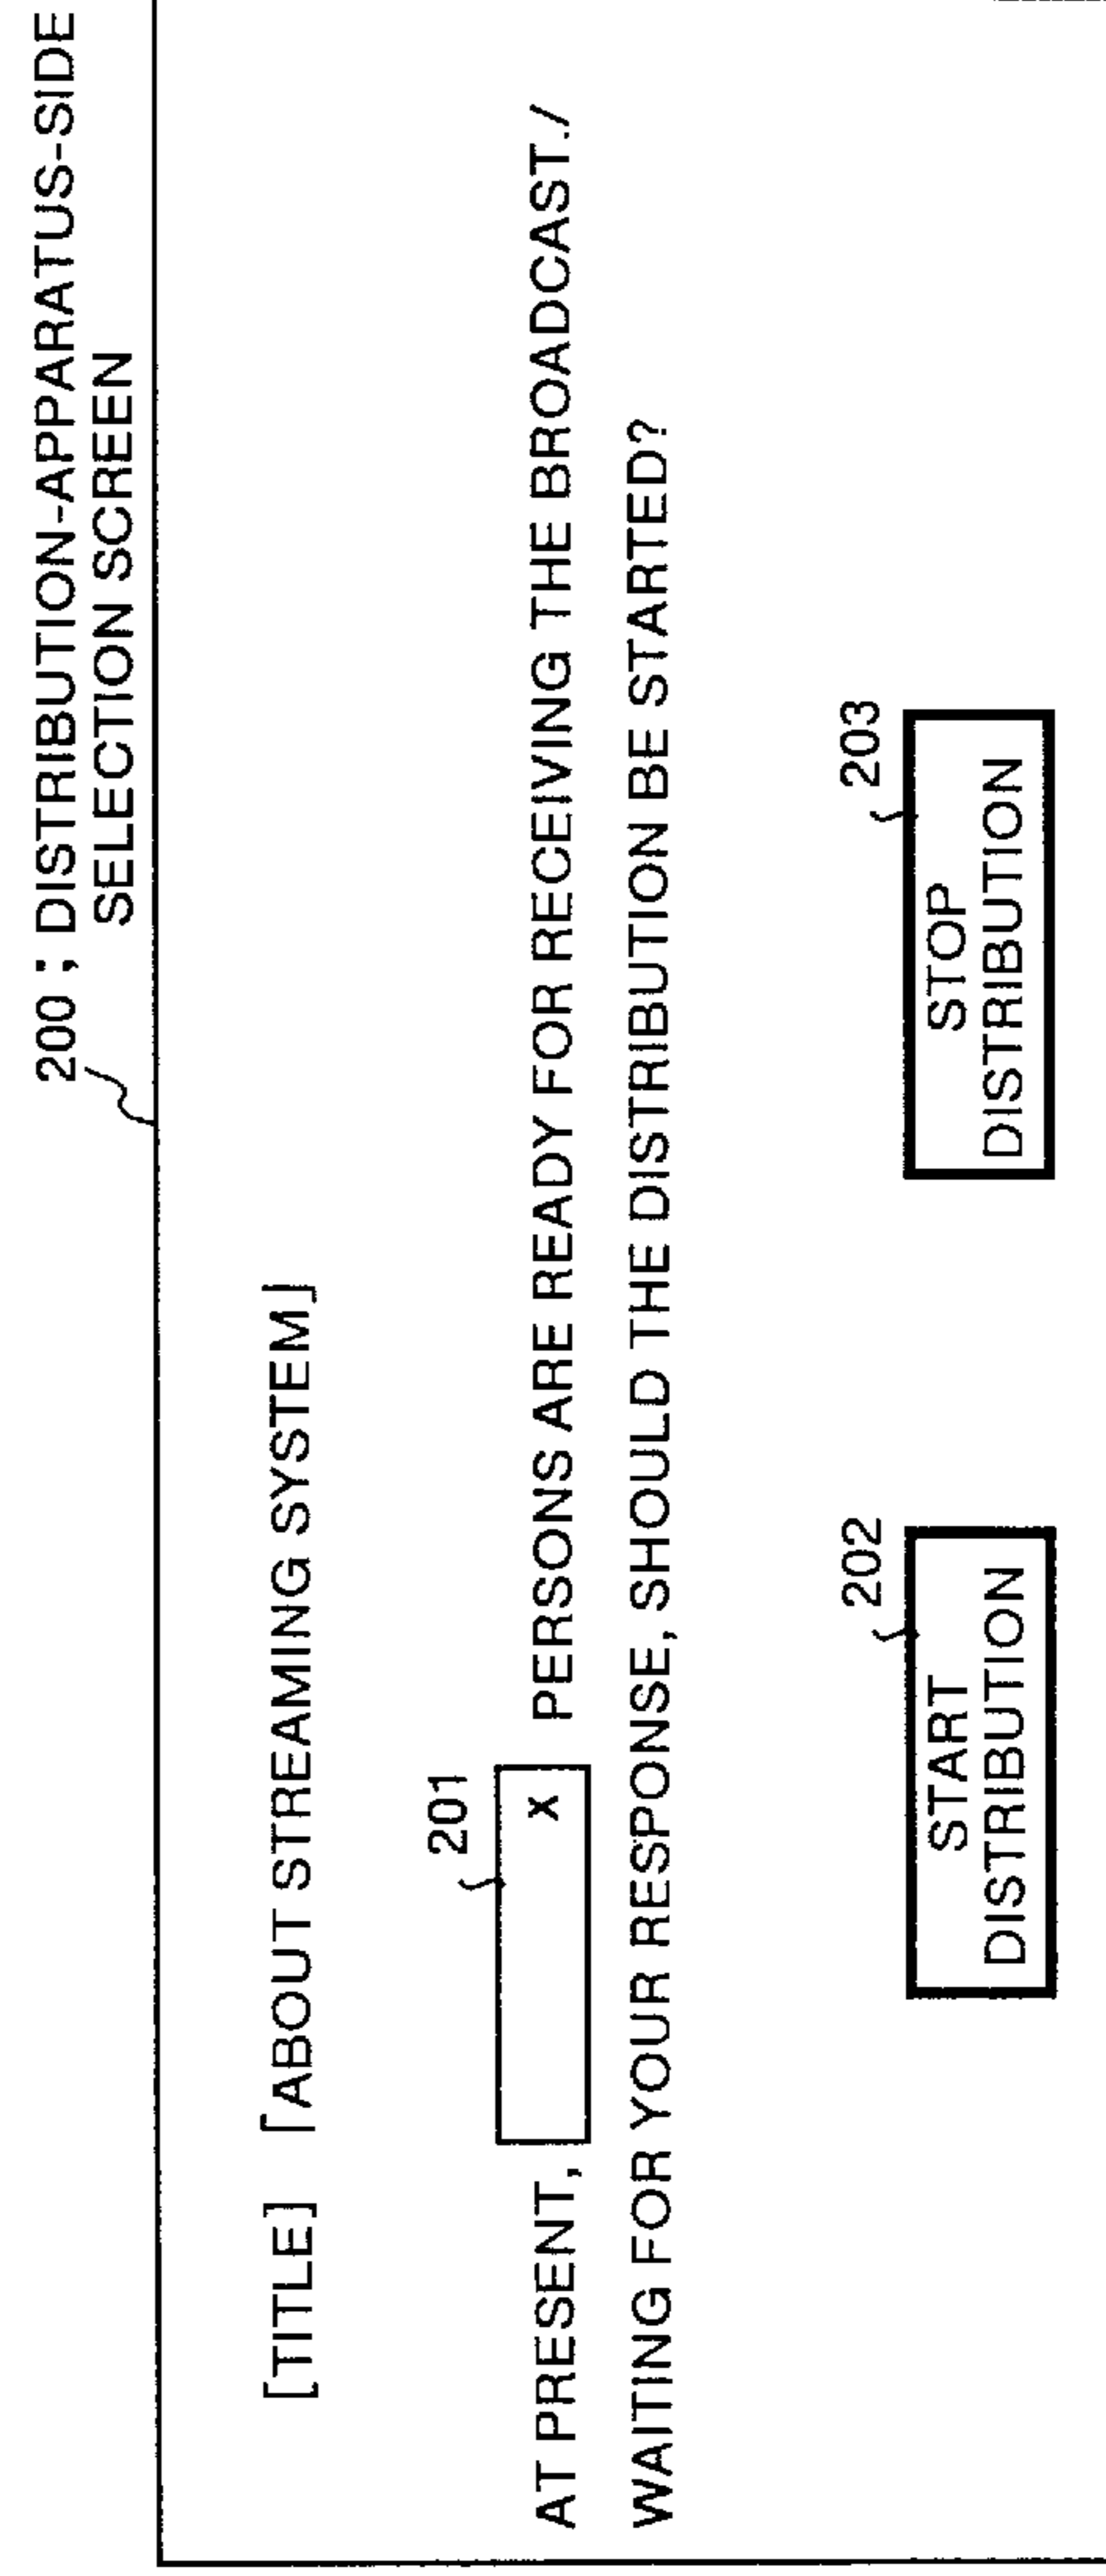 200 ; DISTRIBUTION-APPARATUS-SIDE
SELECTION SCREEN
[TITLE] ｢ABOUT STREAMING SYSTEM｣
201
AT PRESENT, X PERSONS ARE READY FOR RECEIVING THE BROADCAST./
WAITING FOR YOUR RESPONSE, SHOULD THE DISTRIBUTION BE STARTED?
202
START
DISTRIBUTION
203
STOP
DISTRIBUTION